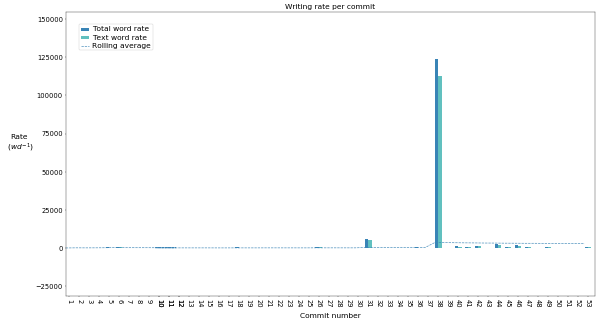 Writing rate per commit
150000
125000
100000
75000
50000
25000
0
−25000
Rate
(wd⁻¹)
Total word rate
Text word rate
Rolling average
1 2 3 4 5 6 7 8 9 10 11 12 13 14 15 16 17 18 19 20 21 22 23 24 25 26 27 28 29 30 31 32 33 34 35 36 37 38 39 40 41 42 43 44 45 46 47 48 49 50 51 52 53
Commit number